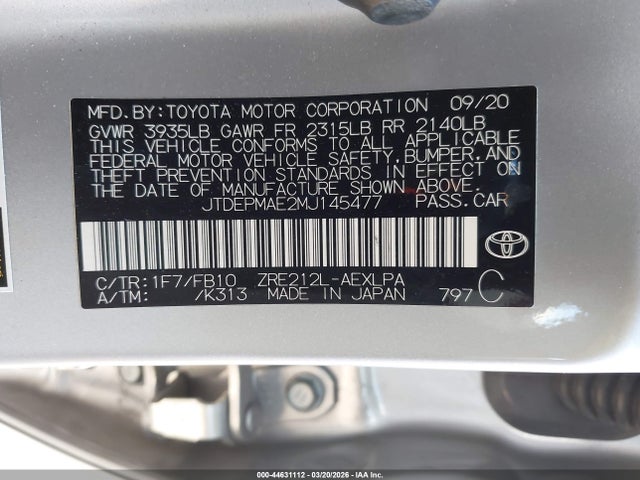 MFD. BY: TOYOTA MOTOR CORPORATION 09/20
GVWR 3935LB GAWR FR 2315LB RR 2140LB
THIS VEHICLE CONFORMS TO ALL APPLICABLE
FEDERAL MOTOR VEHICLE SAFETY, BUMPER, AND
THEFT PREVENTION STANDARDS IN EFFECT ON
THE DATE OF MANUFACTURE SHOWN ABOVE.
JTDEPMAE2MJ145477 PASS. CAR
C/TR: 1F7/FB10 ZRE212L-AEXLPA
A/TM: /K313 MADE IN JAPAN 797 C
000-44631112 - 03/20/2026 - IAA Inc.